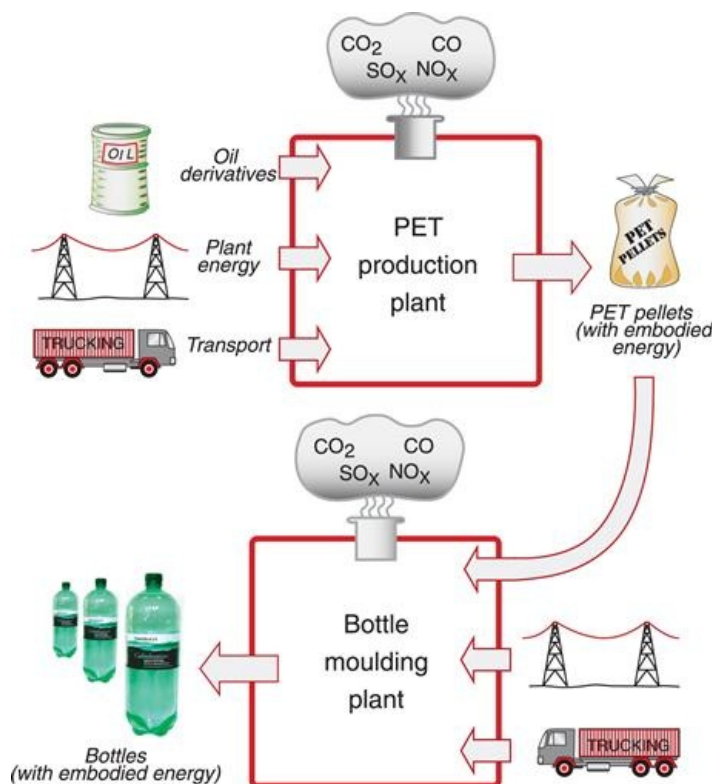 CO2 CO
SOX NOX
OIL
Oil
derivatives
Plant
energy
TRUCKING
Transport
PET
production
plant
PET
PELLETS
PET pellets
(with embodied
energy)
CO2 CO
SOX NOX
Bottle
moulding
plant
TRUCKING
Bottles
(with embodied energy)